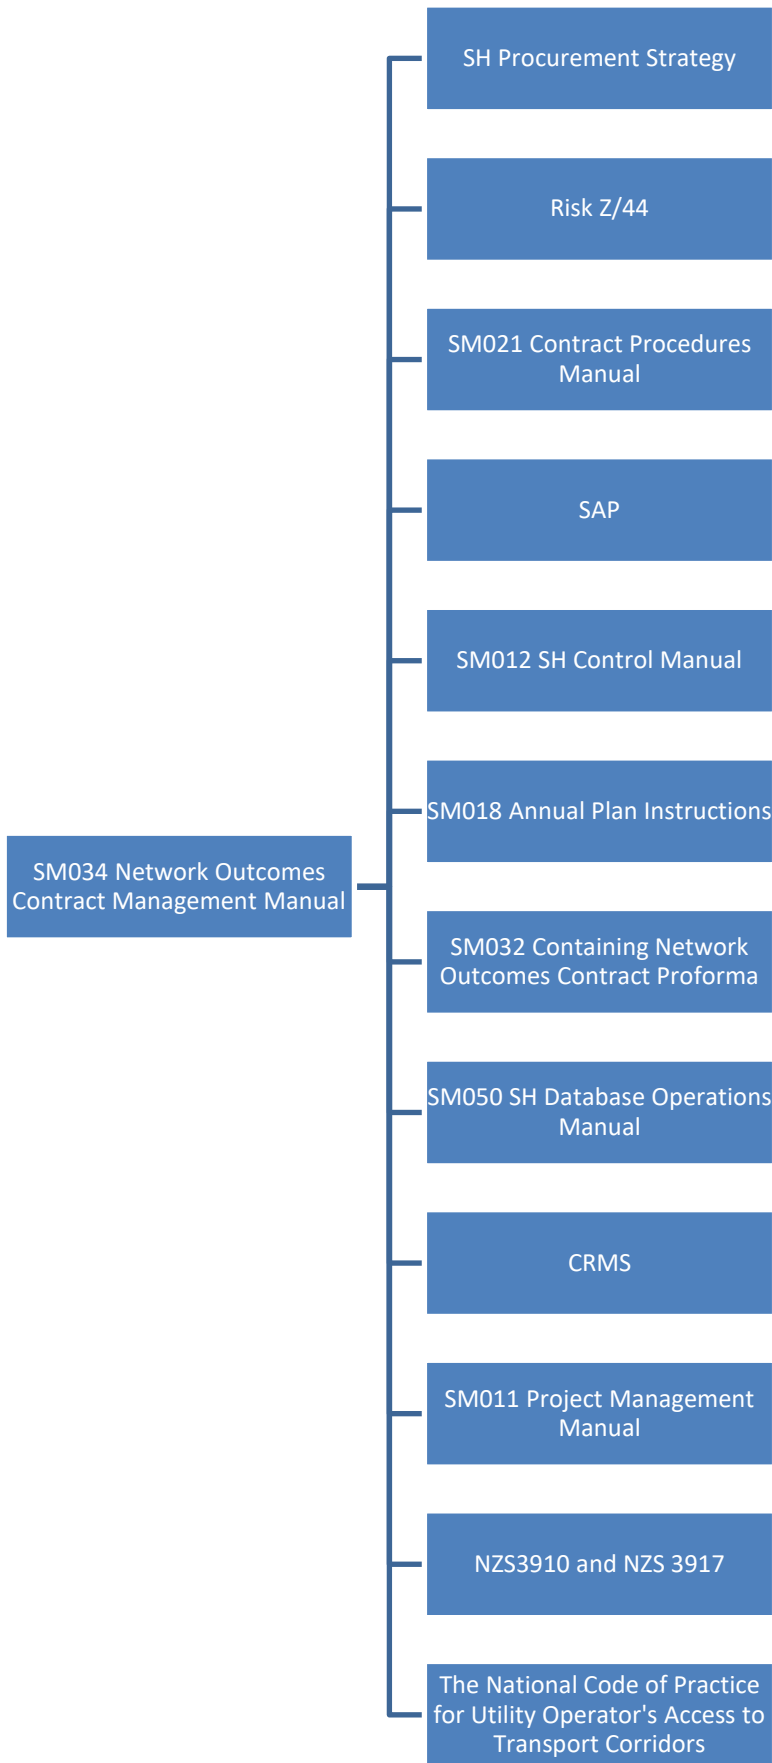 SH Procurement Strategy
Risk Z/44
SM021 Contract Procedures
Manual
SAP
SM012 SH Control Manual
SM018 Annual Plan Instructions
SM034 Network Outcomes
Contract Management Manual
SM032 Containing Network
Outcomes Contract Proforma
SM050 SH Database Operations
Manual
CRMS
SM011 Project Management
Manual
NZS3910 and NZS 3917
The National Code of Practice
for Utility Operator's Access to
Transport Corridors